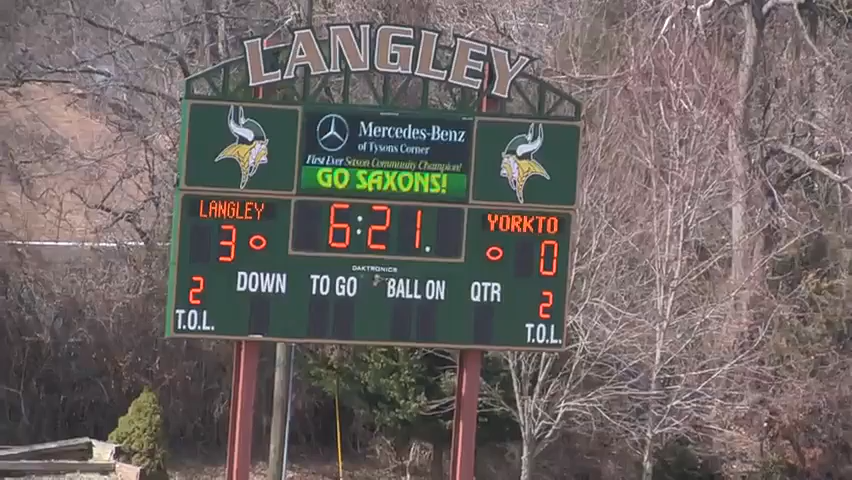 LANGLEY
Mercedes-Benz
of Tysons Corner
First Ever Saxon Community Champion!
GO SAXONS!
LANGLEY 6:21. YORKTO
3 0
DAKTRONICS
DOWN TO GO BALL ON QTR
2 2
T.O.L. T.O.L.